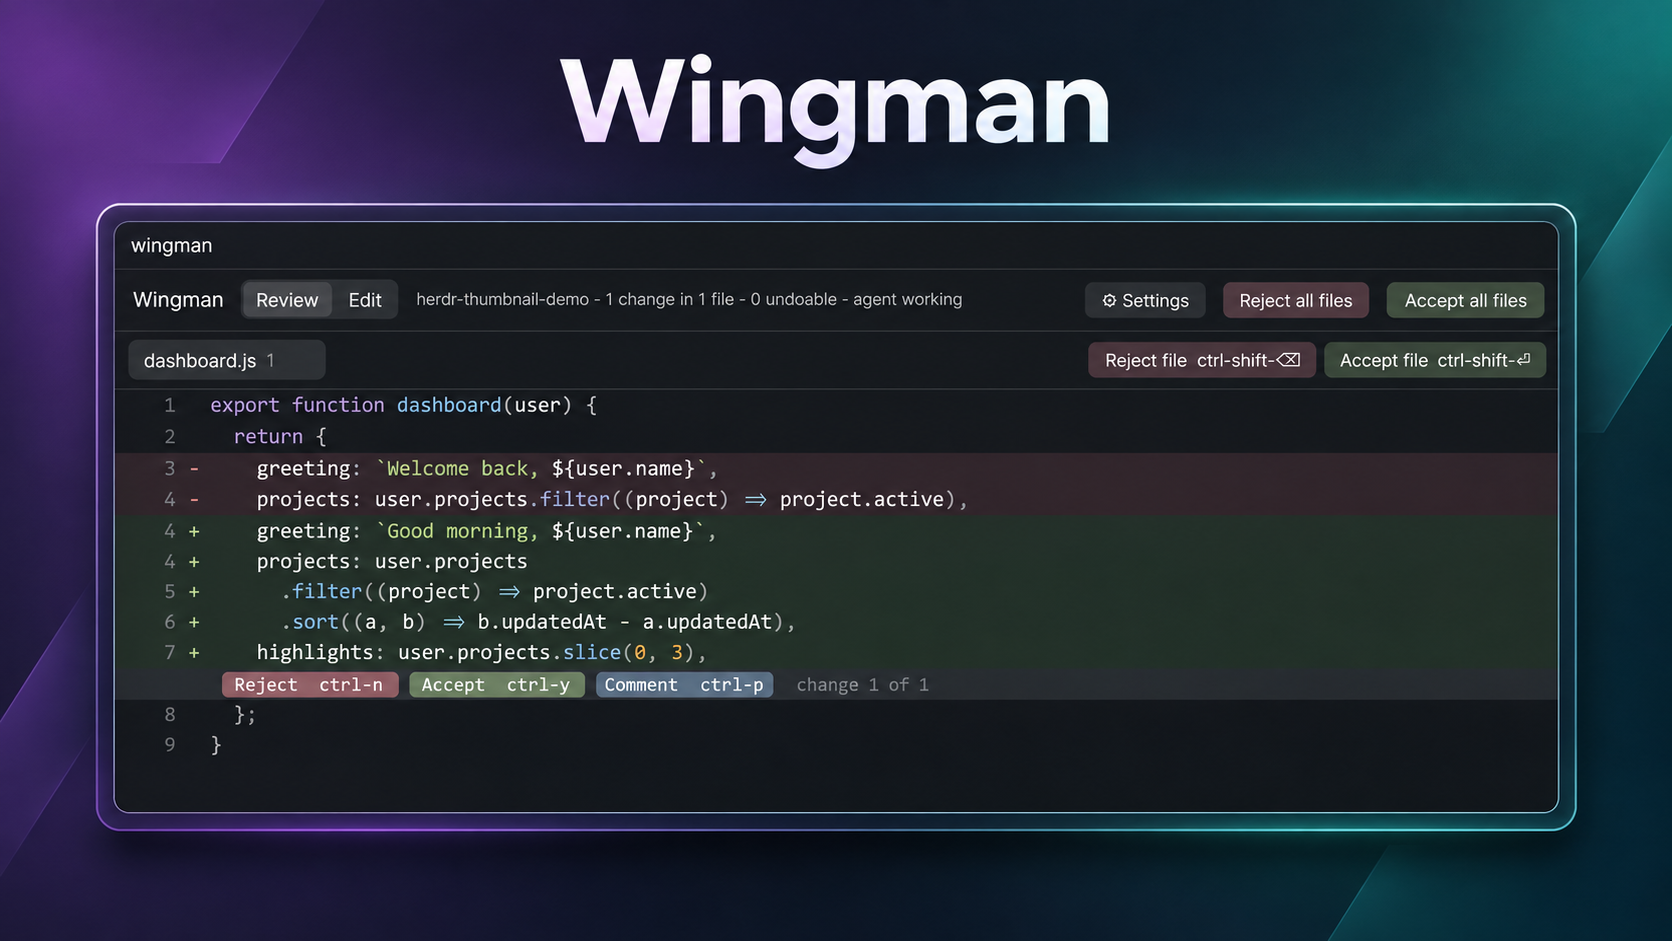 Wingman
wingman
Wingman Review Edit herdr-thumbnail-demo - 1 change in 1 file - 0 undoable - agent working ⚙ Settings Reject all files Accept all files
dashboard.js 1 Reject file ctrl-shift-⌫ Accept file ctrl-shift-⏎
1 export function dashboard(user) {
2   return {
3 -     greeting: `Welcome back, ${user.name}`,
4 -     projects: user.projects.filter((project) => project.active),
4 +     greeting: `Good morning, ${user.name}`,
4 +     projects: user.projects
5 +       .filter((project) => project.active)
6 +       .sort((a, b) => b.updatedAt - a.updatedAt),
7 +     highlights: user.projects.slice(0, 3),
Reject ctrl-n Accept ctrl-y Comment ctrl-p change 1 of 1
8   };
9 }